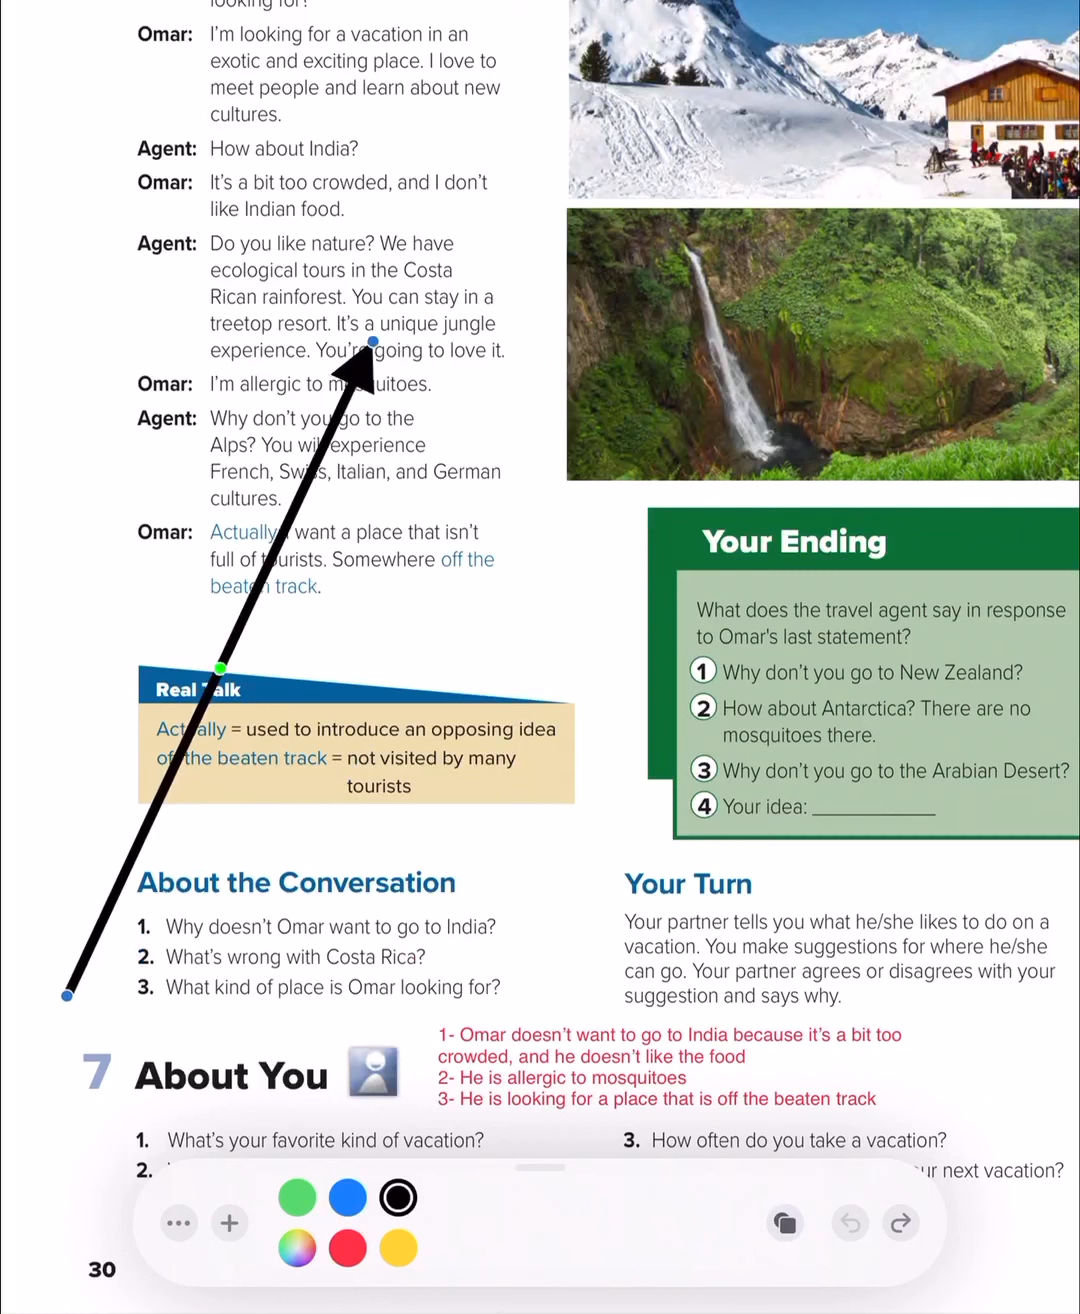 Omar: I'm looking for a vacation in an
exotic and exciting place. I love to
meet people and learn about new
cultures.
Agent: How about India?
Omar: It's a bit too crowded, and I don't
like Indian food.
Agent: Do you like nature? We have
ecological tours in the Costa
Rican rainforest. You can stay in a
treetop resort. It's a unique jungle
experience. You're going to love it.
Omar: I'm allergic to mosquitoes.
Agent: Why don't you go to the
Alps? You will experience
French, Swiss, Italian, and German
cultures.
Omar: Actually, I want a place that isn't
full of tourists. Somewhere off the
beaten track.
Real Talk
Actually = used to introduce an opposing idea
off the beaten track = not visited by many
tourists
Your Ending
What does the travel agent say in response
to Omar's last statement?
1 Why don't you go to New Zealand?
2 How about Antarctica? There are no
mosquitoes there.
3 Why don't you go to the Arabian Desert?
4 Your idea: ____________
About the Conversation
1. Why doesn't Omar want to go to India?
2. What's wrong with Costa Rica?
3. What kind of place is Omar looking for?
Your Turn
Your partner tells you what he/she likes to do on a
vacation. You make suggestions for where he/she
can go. Your partner agrees or disagrees with your
suggestion and says why.
1- Omar doesn't want to go to India because it's a bit too
crowded, and he doesn't like the food
2- He is allergic to mosquitoes
3- He is looking for a place that is off the beaten track
7 About You
1. What's your favorite kind of vacation?
2.
3. How often do you take a vacation?
next vacation?
30